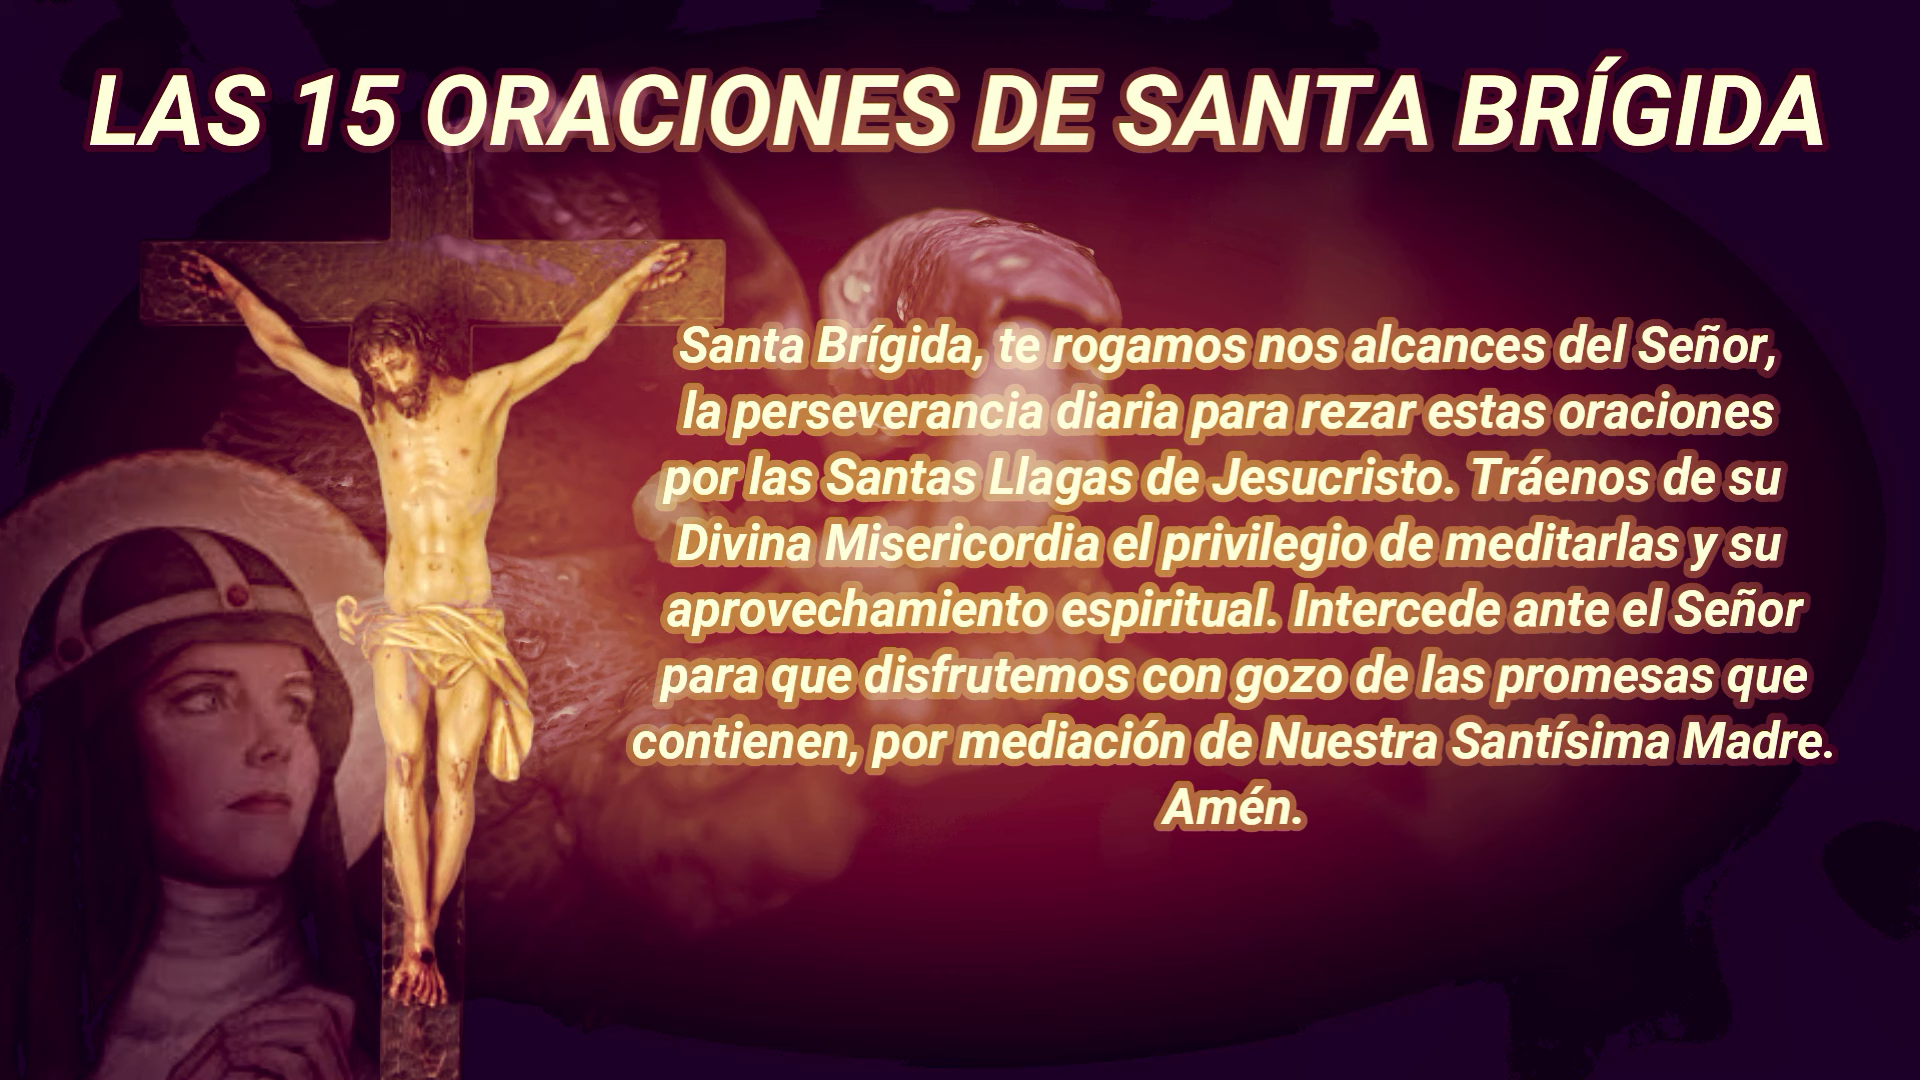 LAS 15 ORACIONES DE SANTA BRÍGIDA
Santa Brígida, te rogamos nos alcances del Señor,
la perseverancia diaria para rezar estas oraciones
por las Santas Llagas de Jesucristo. Tráenos de su
Divina Misericordia el privilegio de meditarlas y su
aprovechamiento espiritual. Intercede ante el Señor
para que disfrutemos con gozo de las promesas que
contienen, por mediación de Nuestra Santísima Madre.
Amén.